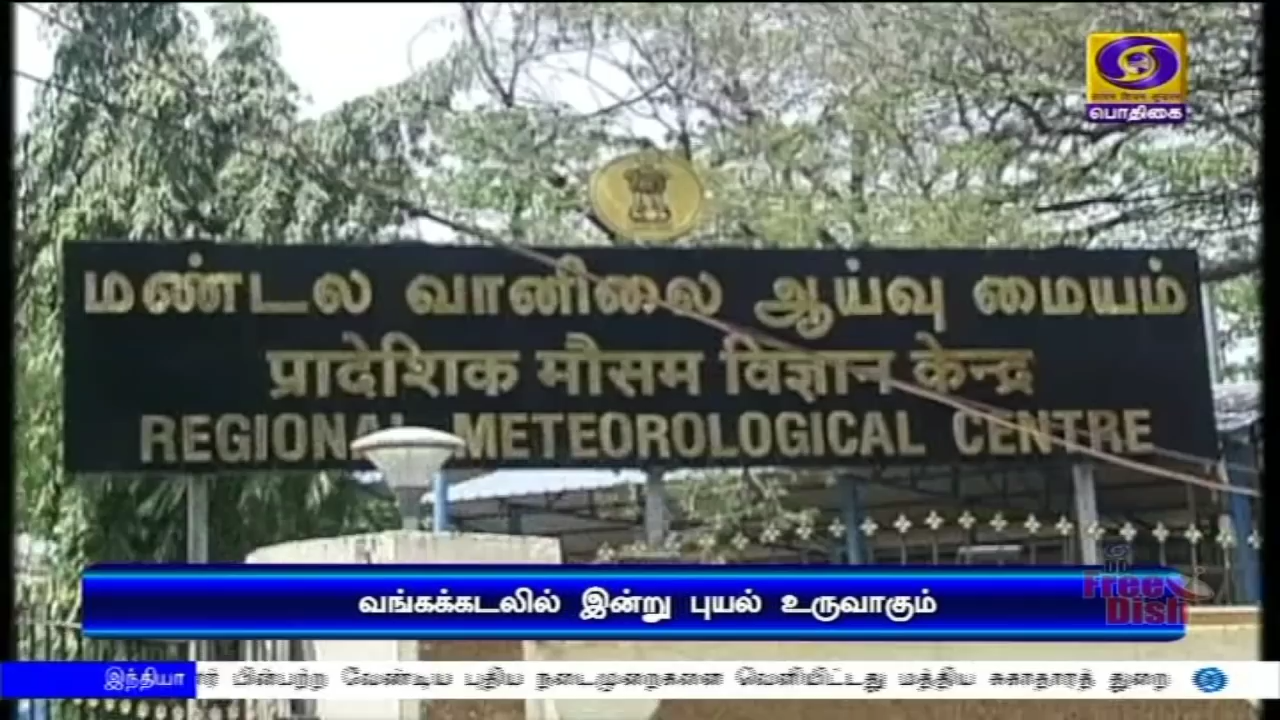 பொதிகை
மண்டல வானிலை ஆய்வு மையம்
प्रादेशिक मौसम विज्ञान केन्द्र
REGIONAL METEOROLOGICAL CENTRE
வங்கக்கடலில் இன்று புயல் உருவாகும்
Free
Dish
இந்தியா பின்பற்ற வேண்டிய புதிய நடைமுறைகளை வெளியிட்டது மத்திய சுகாதாரத் துறை